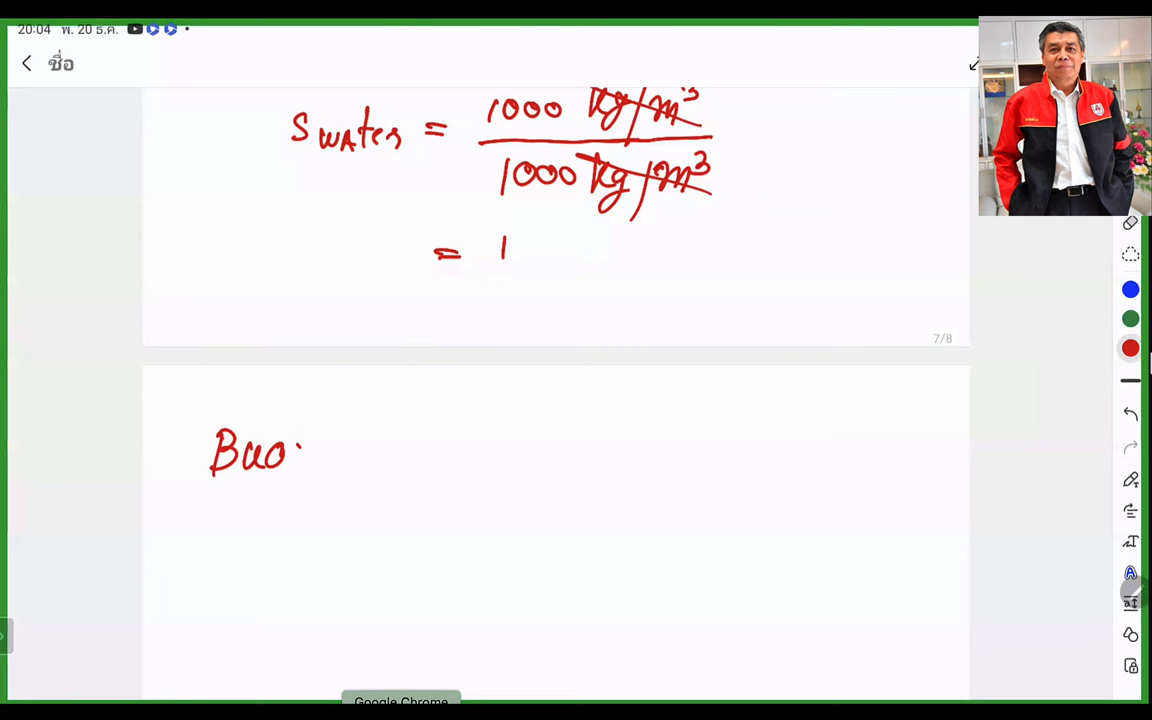 20:04 พ. 20 ธ.ค.
ชื่อ
S water = 1000 kg/m³
1000 kg/m³
= 1
7/8
Buo
Google Chrome